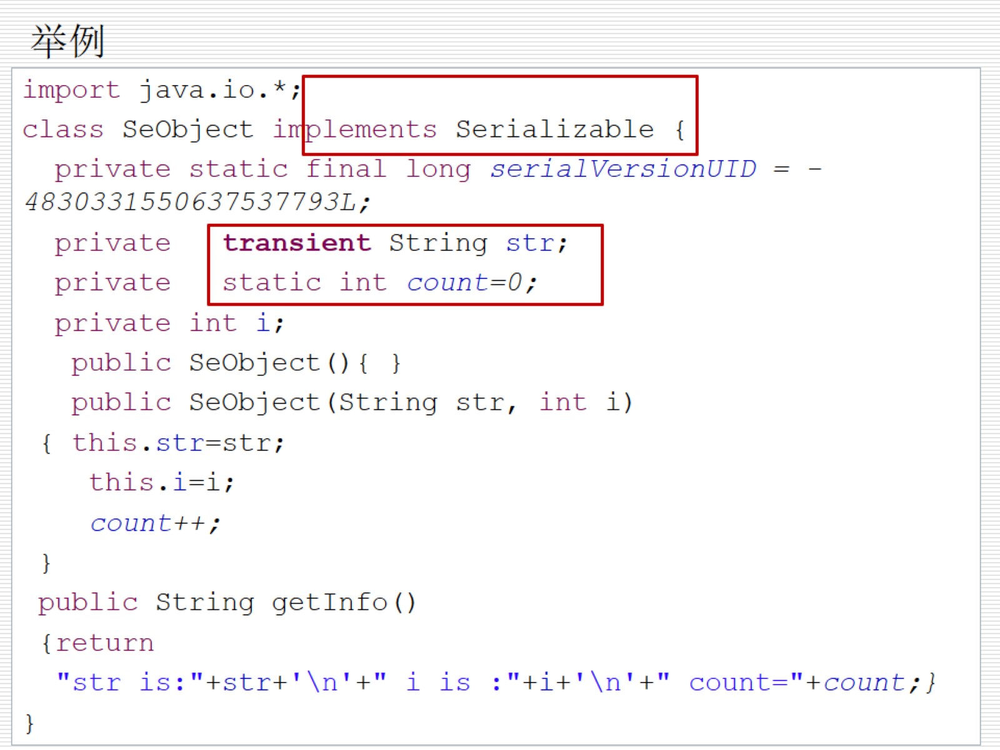 举例
import java.io.*;
class SeObject implements Serializable {
private static final long serialVersionUID = -
4830331550637537793L;
private transient String str;
private static int count=0;
private int i;
public SeObject(){ }
public SeObject(String str, int i)
{ this.str=str;
this.i=i;
count++;
}
public String getInfo()
{return
"str is:"+str+'\n'+" i is :"+i+'\n'+" count="+count;}
}